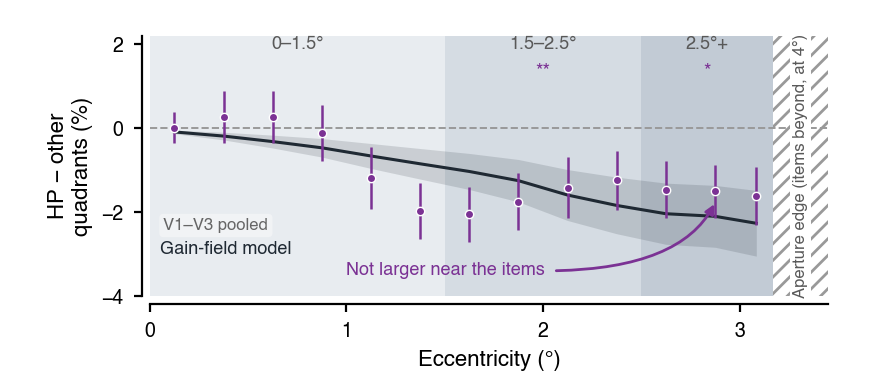 0–1.5°
1.5–2.5°
2.5°+
**
*
HP – other
quadrants (%)
2
0
−2
−4
V1–V3 pooled
Gain-field model
Not larger near the items
Aperture edge (items beyond, at 4°)
0
1
2
3
Eccentricity (°)